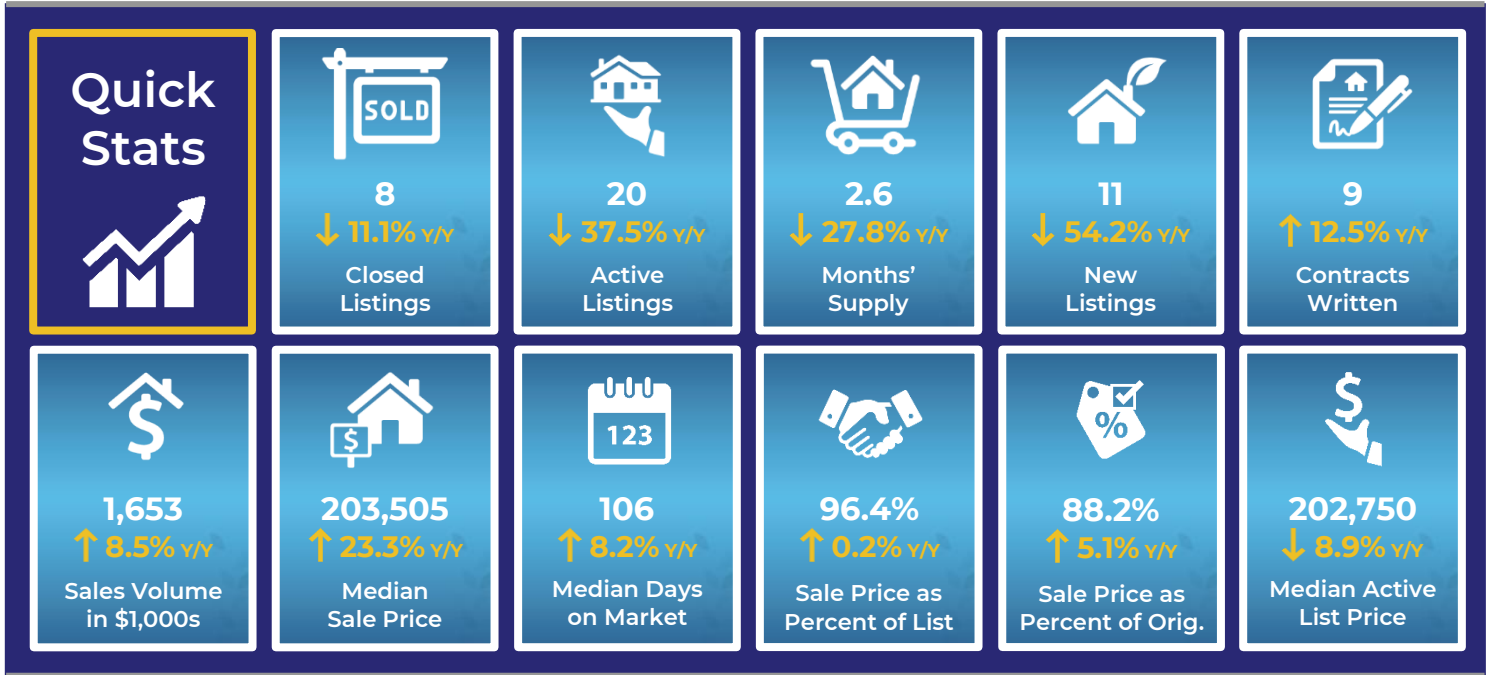 Quick
Stats
SOLD
8
↓ 11.1% Y/Y
Closed
Listings
20
↓ 37.5% Y/Y
Active
Listings
2.6
↓ 27.8% Y/Y
Months’
Supply
11
↓ 54.2% Y/Y
New
Listings
9
↑ 12.5% Y/Y
Contracts
Written
$
1,653
↑ 8.5% Y/Y
Sales Volume
in $1,000s
$
203,505
↑ 23.3% Y/Y
Median
Sale Price
123
106
↑ 8.2% Y/Y
Median Days
on Market
96.4%
↑ 0.2% Y/Y
Sale Price as
Percent of List
%
88.2%
↑ 5.1% Y/Y
Sale Price as
Percent of Orig.
$
202,750
↓ 8.9% Y/Y
Median Active
List Price